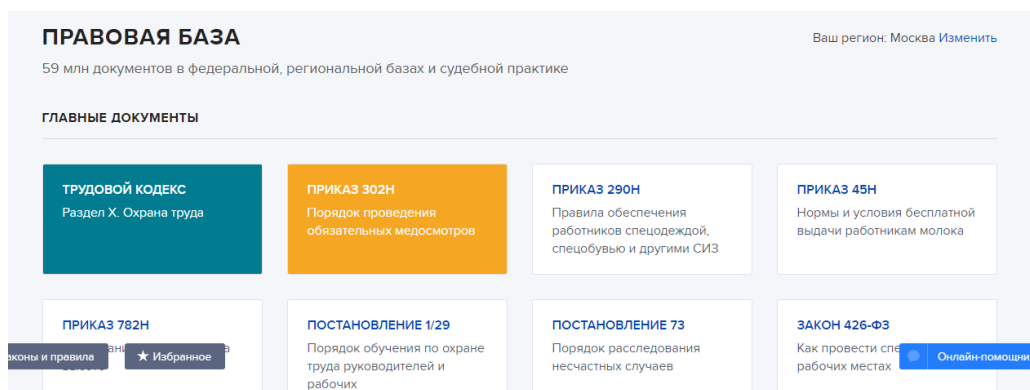 ПРАВОВАЯ БАЗА
Ваш регион: Москва Изменить
59 млн документов в федеральной, региональной базах и судебной практике
ГЛАВНЫЕ ДОКУМЕНТЫ
ТРУДОВОЙ КОДЕКС
Раздел X. Охрана труда
ПРИКАЗ 302Н
Порядок проведения
обязательных медосмотров
ПРИКАЗ 290Н
Правила обеспечения
работников спецодеждой,
спецобувью и другими СИЗ
ПРИКАЗ 45Н
Нормы и условия бесплатной
выдачи работникам молока
ПРИКАЗ 782Н
ПОСТАНОВЛЕНИЕ 1/29
Порядок обучения по охране
труда руководителей и
рабочих
ПОСТАНОВЛЕНИЕ 73
Порядок расследования
несчастных случаев
ЗАКОН 426-ФЗ
Как провести спе
рабочих местах
аконы и правила
★ Избранное
Онлайн-помощни